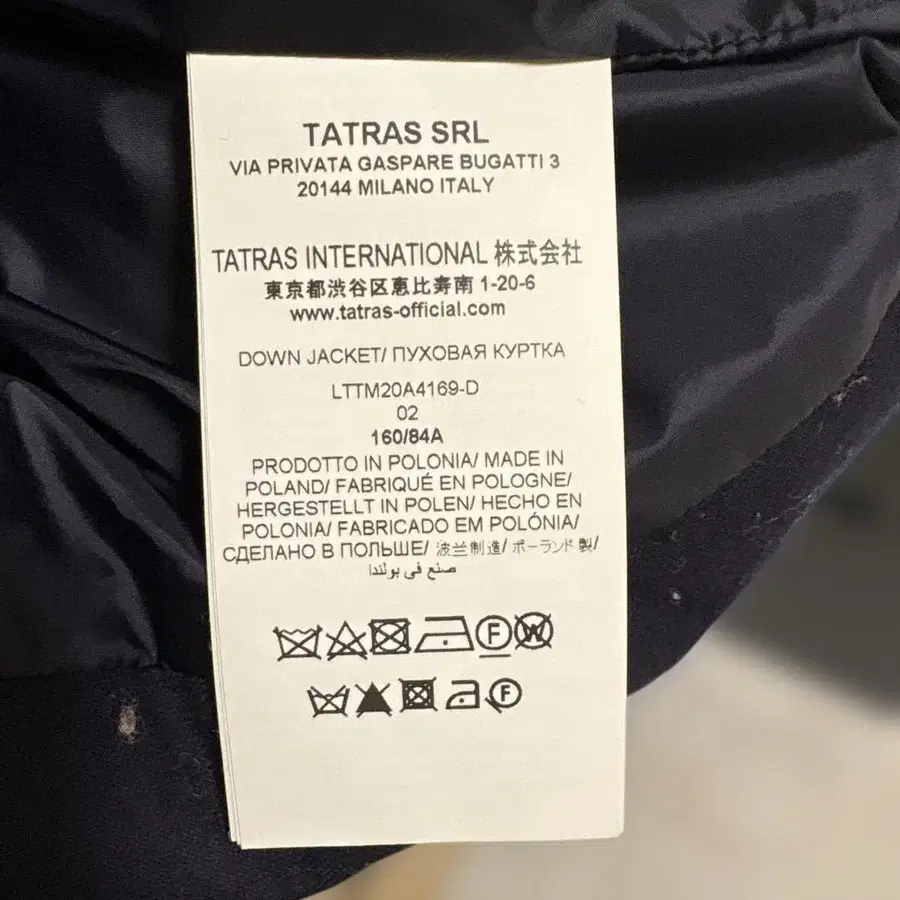 TATRAS SRL
VIA PRIVATA GASPARE BUGATTI 3
20144 MILANO ITALY
TATRAS INTERNATIONAL 株式会社
東京都渋谷区恵比寿南 1-20-6
www.tatras-official.com
DOWN JACKET/ ПУХОВАЯ КУРТКА
LTTM20A4169-D
02
160/84A
PRODOTTO IN POLONIA/ MADE IN
POLAND/ FABRIQUÉ EN POLOGNE/
HERGESTELLT IN POLEN/ HECHO EN
POLONIA/ FABRICADO EM POLÓNIA/
СДЕЛАНО В ПОЛЬШЕ/ 波兰制造/ ポーランド製/
صنع في بولندا
F W
F